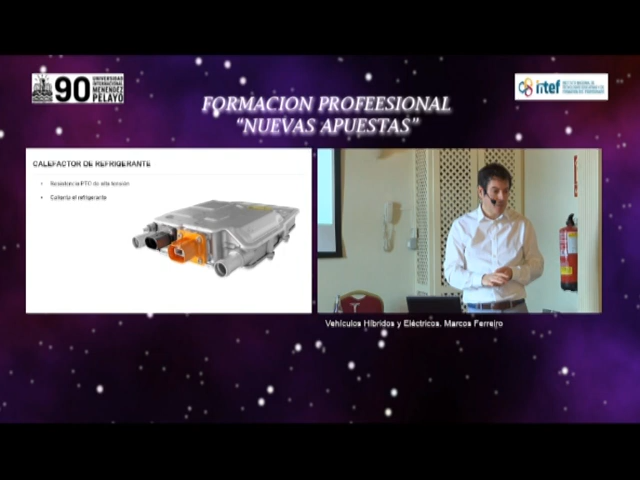 90
UNIVERSIDAD
INTERNACIONAL
MENÉNDEZ
PELAYO
intef
FORMACION PROFEESIONAL
“NUEVAS APUESTAS”
CALEFACTOR DE REFRIGERANTE
• Resistencia PTC de alta tensión
• Calienta el refrigerante
Vehículos Híbridos y Eléctricos. Marcos Ferreiro